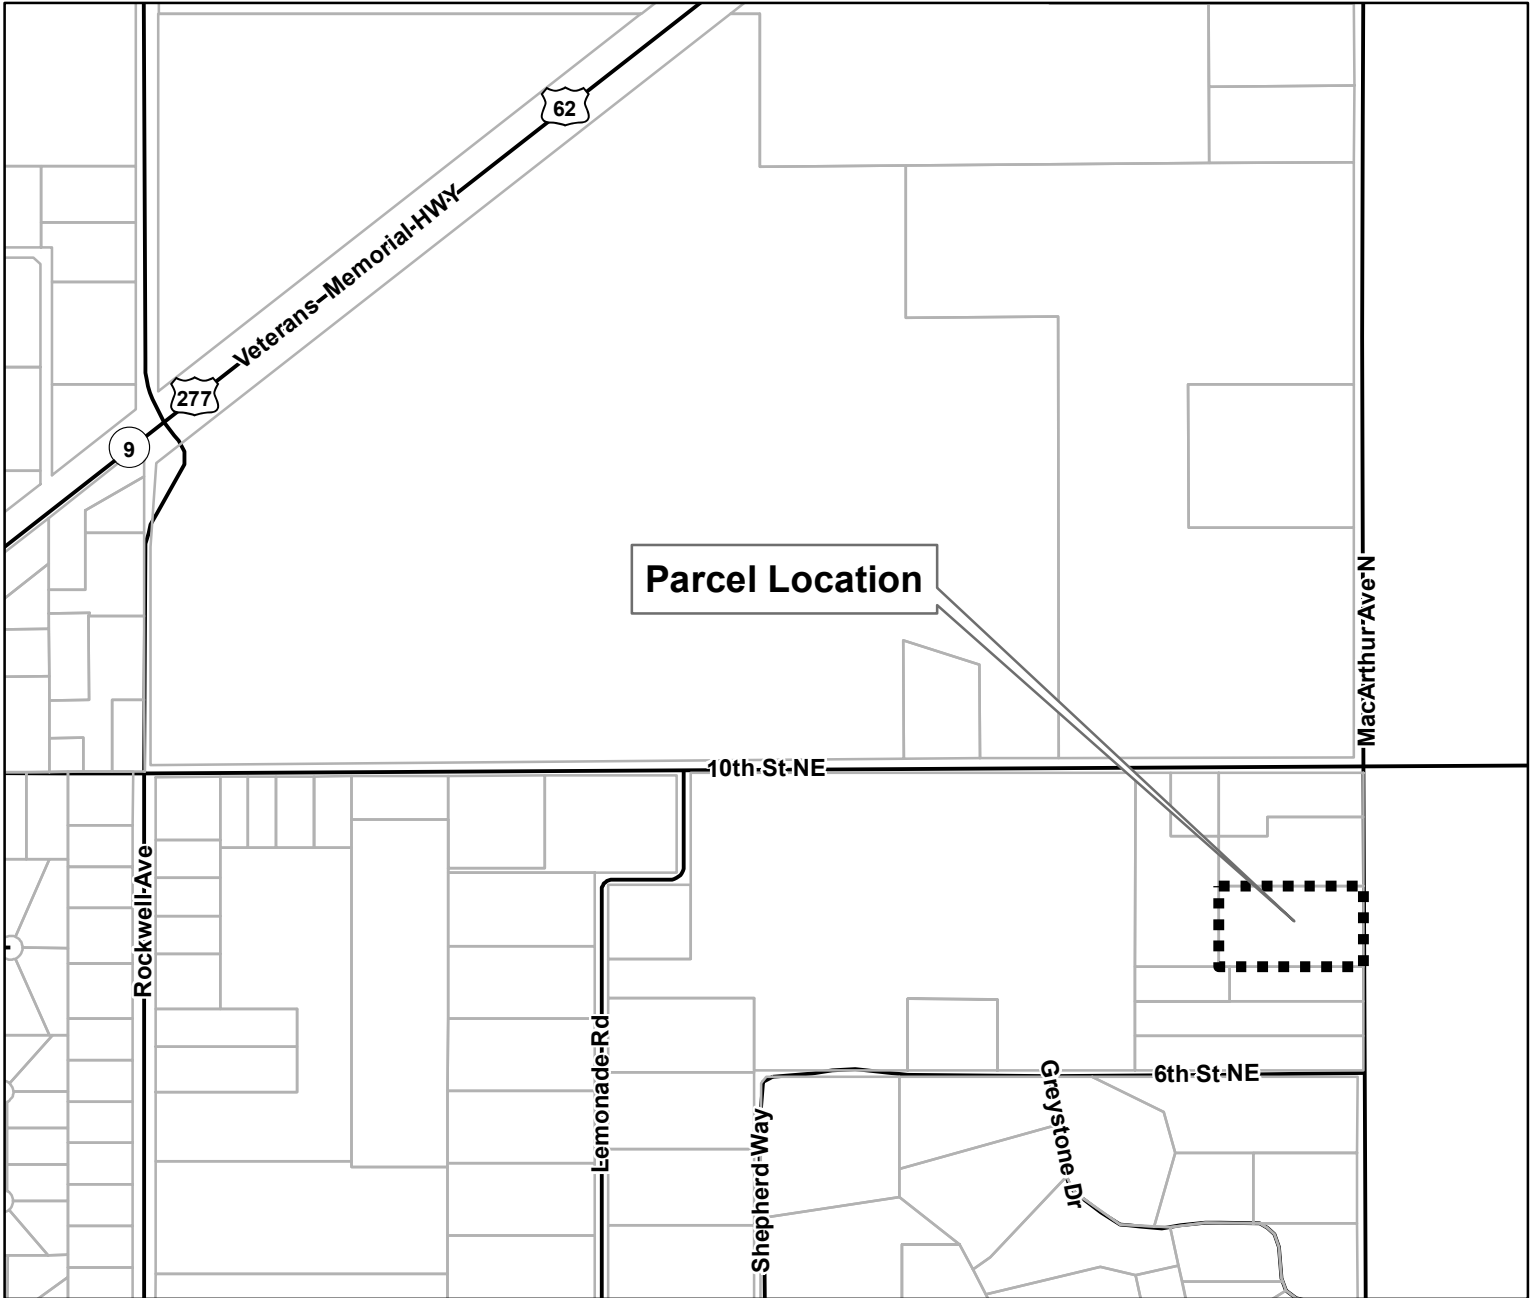 62
Veterans Memorial HWY
277
9
Parcel Location
MacArthur Ave N
10th St NE
Rockwell Ave
Lemonade Rd
Greystone Dr
6th St NE
Shepherd Way